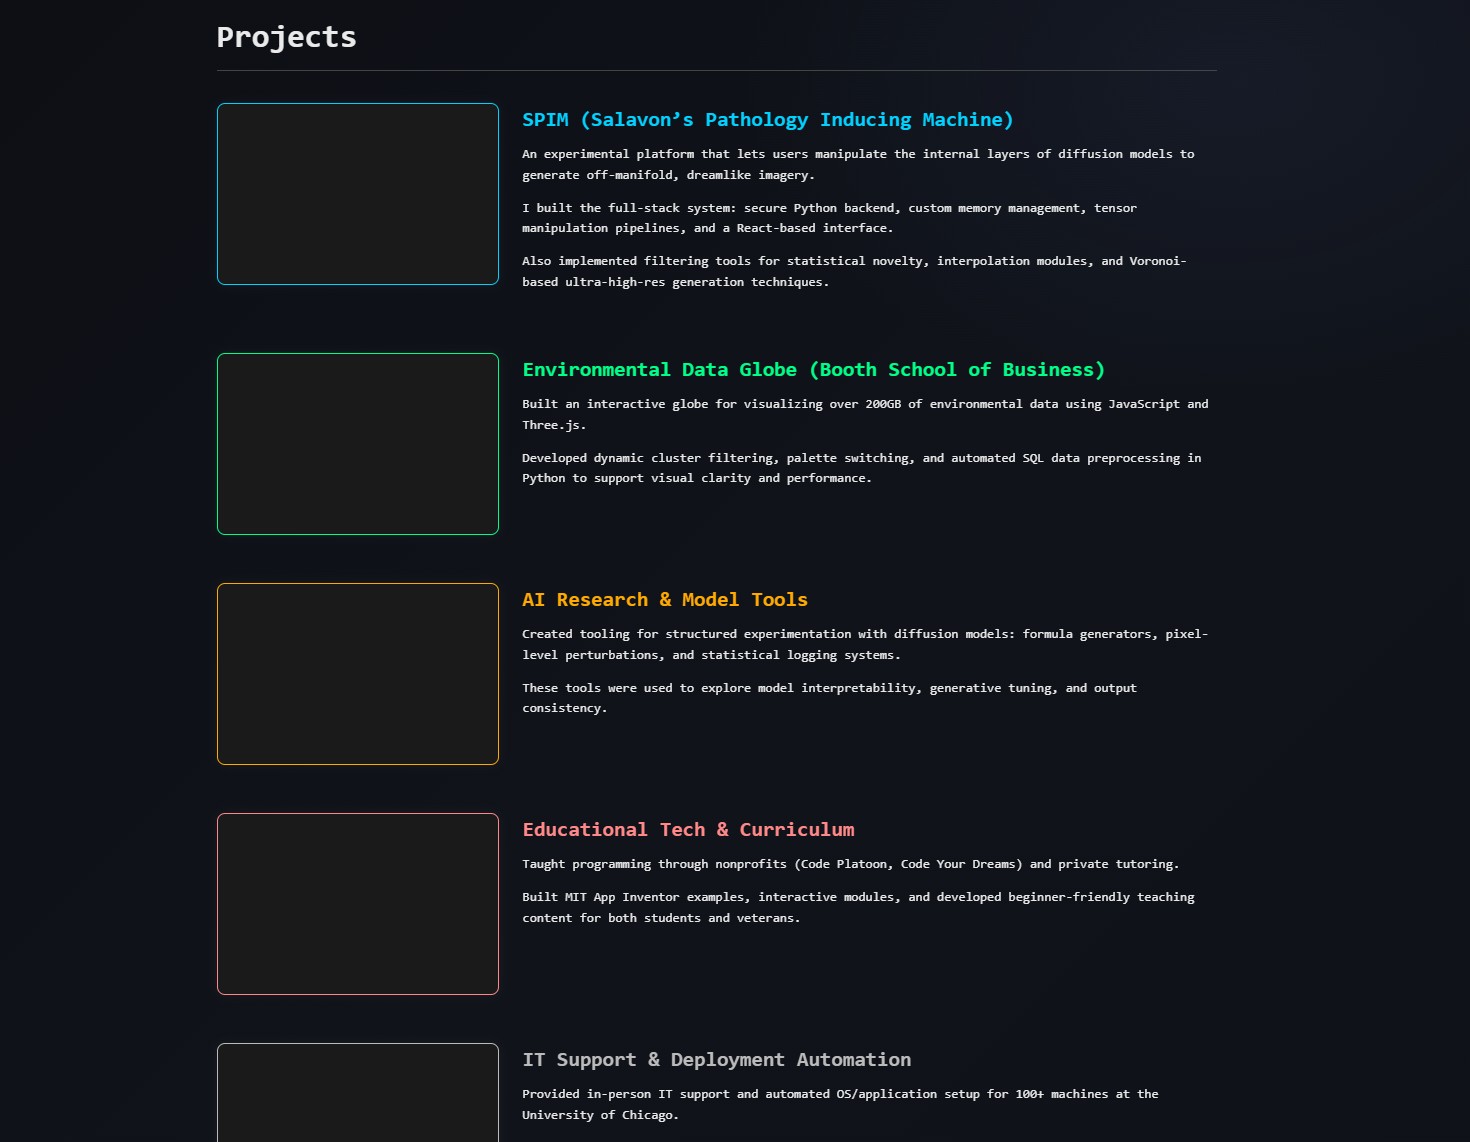 Projects
SPIM (Salavon’s Pathology Inducing Machine)
An experimental platform that lets users manipulate the internal layers of diffusion models to
generate off-manifold, dreamlike imagery.
I built the full-stack system: secure Python backend, custom memory management, tensor
manipulation pipelines, and a React-based interface.
Also implemented filtering tools for statistical novelty, interpolation modules, and Voronoi-
based ultra-high-res generation techniques.
Environmental Data Globe (Booth School of Business)
Built an interactive globe for visualizing over 200GB of environmental data using JavaScript and
Three.js.
Developed dynamic cluster filtering, palette switching, and automated SQL data preprocessing in
Python to support visual clarity and performance.
AI Research & Model Tools
Created tooling for structured experimentation with diffusion models: formula generators, pixel-
level perturbations, and statistical logging systems.
These tools were used to explore model interpretability, generative tuning, and output
consistency.
Educational Tech & Curriculum
Taught programming through nonprofits (Code Platoon, Code Your Dreams) and private tutoring.
Built MIT App Inventor examples, interactive modules, and developed beginner-friendly teaching
content for both students and veterans.
IT Support & Deployment Automation
Provided in-person IT support and automated OS/application setup for 100+ machines at the
University of Chicago.